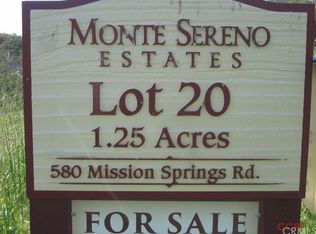 MONTE SERENO
ESTATES
Lot 20
1.25 Acres
580 Mission Springs Rd.
FOR SALE